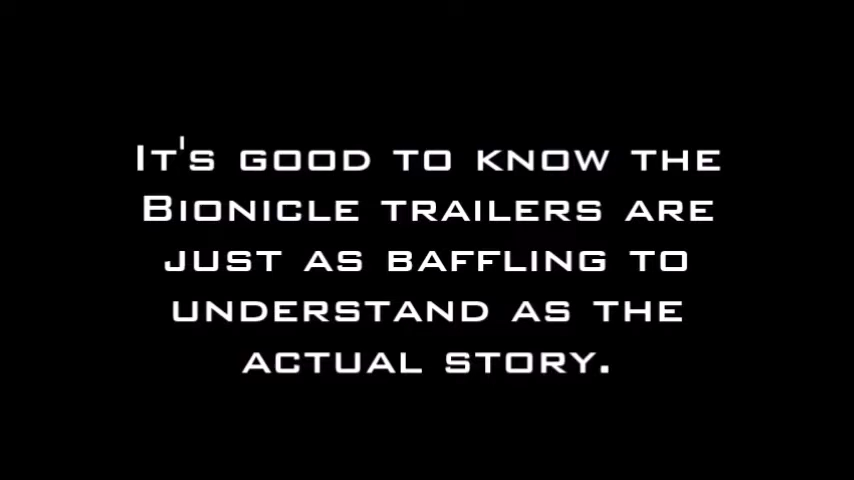 It's good to know the
Bionicle trailers are
just as baffling to
understand as the
actual story.